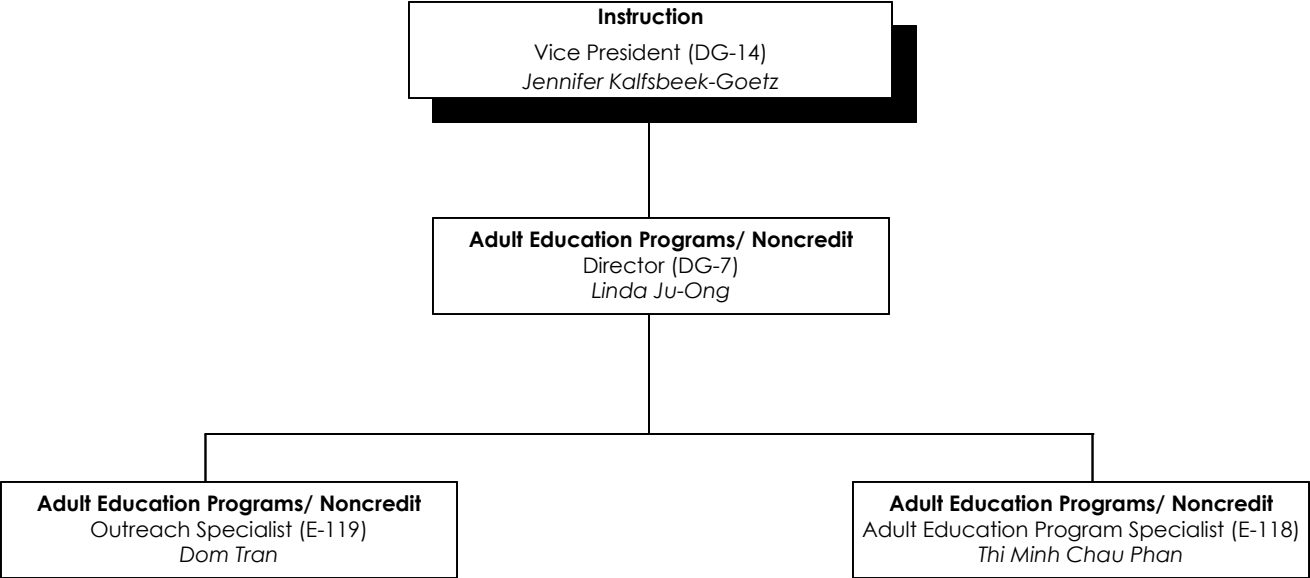 Instruction
Vice President (DG-14)
Jennifer Kalfsbeek-Goetz
Adult Education Programs/ Noncredit
Director (DG-7)
Linda Ju-Ong
Adult Education Programs/ Noncredit
Outreach Specialist (E-119)
Dom Tran
Adult Education Programs/ Noncredit
Adult Education Program Specialist (E-118)
Thi Minh Chau Phan